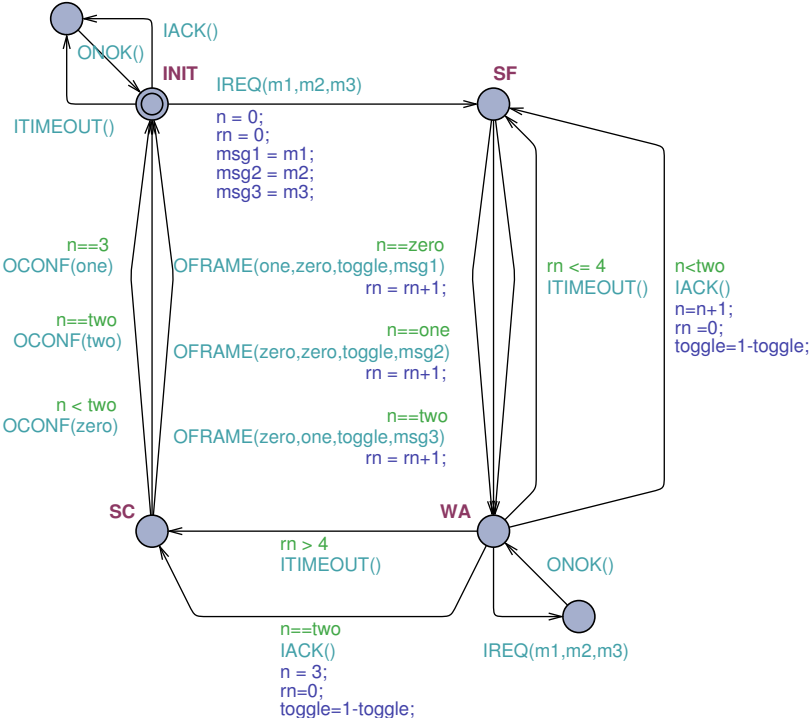 IACK()
ONOK()
INIT
SF
IREQ(m1,m2,m3)
ITIMEOUT()
n = 0;
rn = 0;
msg1 = m1;
msg2 = m2;
msg3 = m3;
n==3
OCONF(one)
n==two
OCONF(two)
n < two
OCONF(zero)
n==zero
OFRAME(one,zero,toggle,msg1)
rn = rn+1;
n==one
OFRAME(zero,zero,toggle,msg2)
rn = rn+1;
n==two
OFRAME(zero,one,toggle,msg3)
rn = rn+1;
rn <= 4
ITIMEOUT()
n<two
IACK()
n=n+1;
rn =0;
toggle=1-toggle;
SC
WA
rn > 4
ITIMEOUT()
ONOK()
IREQ(m1,m2,m3)
n==two
IACK()
n = 3;
rn=0;
toggle=1-toggle;